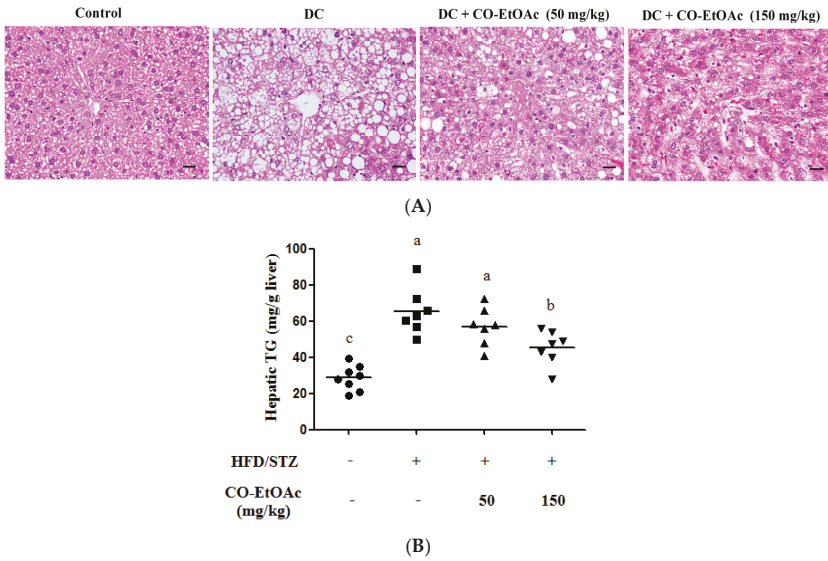 Control
DC
DC + CO-EtOAc (50 mg/kg)
DC + CO-EtOAc (150 mg/kg)
(A)
Hepatic TG (mg/g liver)
100
80
60
40
20
0
c
a
a
b
HFD/STZ - + + +
CO-EtOAc
(mg/kg) - - 50 150
(B)